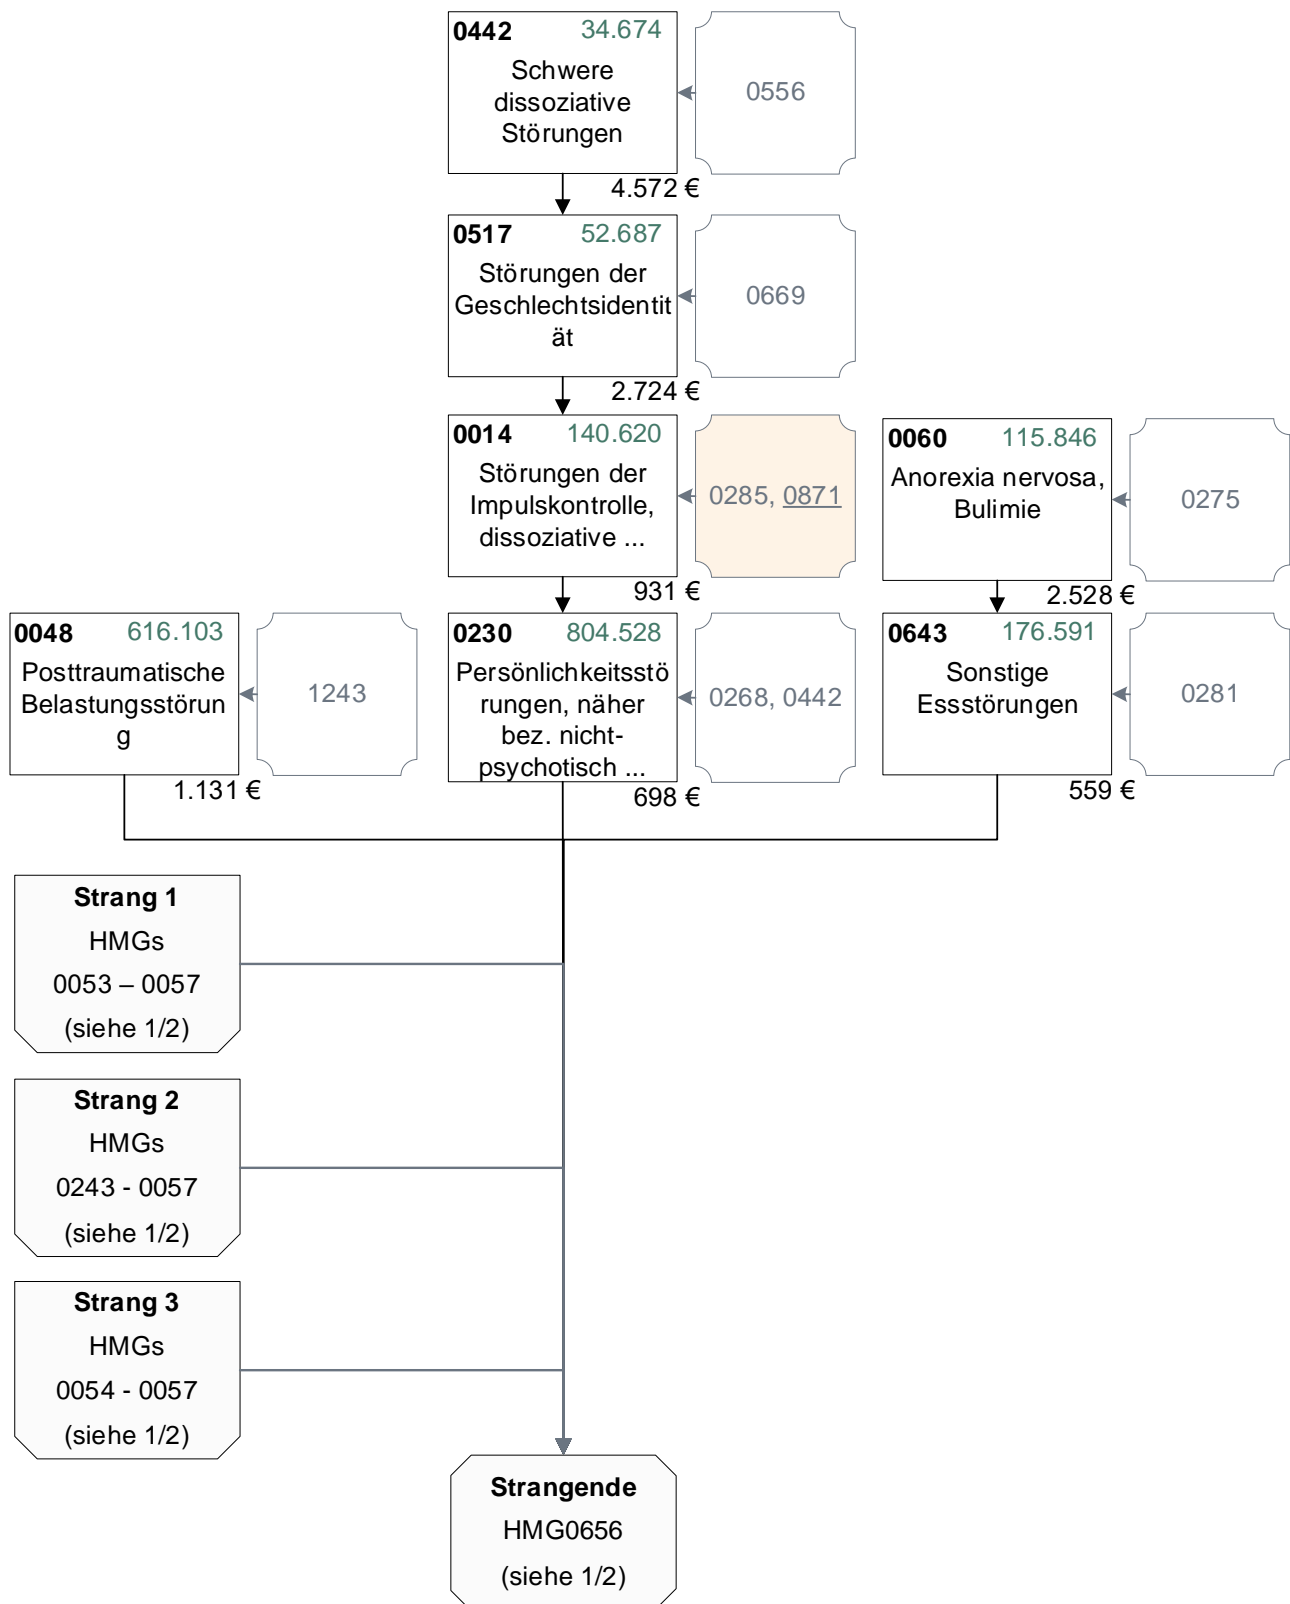 0442 34.674
Schwere
dissoziative
Störungen
0556
4.572 €
0517 52.687
Störungen der
Geschlechtsidentit
ät
0669
2.724 €
0014 140.620
Störungen der
Impulskontrolle,
dissoziative ...
0285, 0871
931 €
0060 115.846
Anorexia nervosa,
Bulimie
0275
2.528 €
0048 616.103
Posttraumatische
Belastungsstörun
g
1243
1.131 €
0230 804.528
Persönlichkeitsstö
rungen, näher
bez. nicht-
psychotisch ...
0268, 0442
698 €
0643 176.591
Sonstige
Essstörungen
0281
559 €
Strang 1
HMGs
0053 – 0057
(siehe 1/2)
Strang 2
HMGs
0243 - 0057
(siehe 1/2)
Strang 3
HMGs
0054 - 0057
(siehe 1/2)
Strangende
HMG0656
(siehe 1/2)